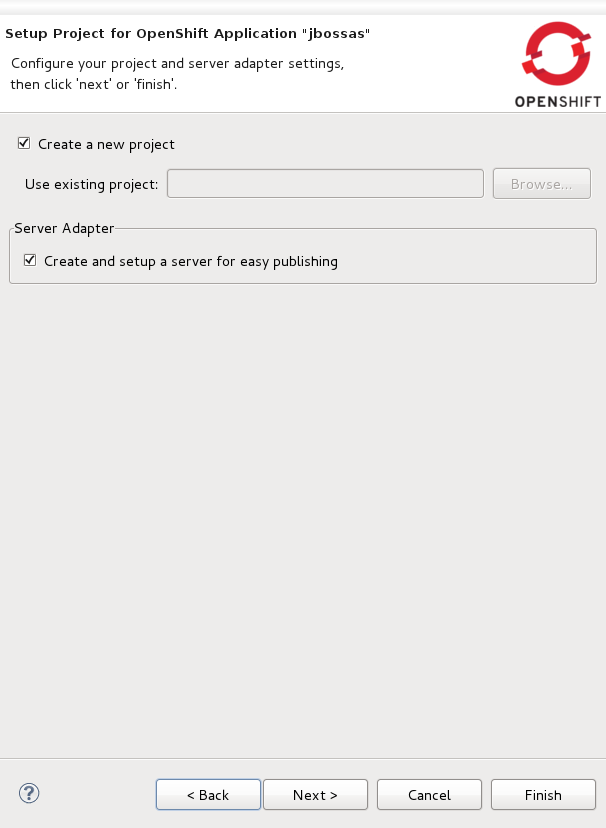 Setup Project for OpenShift Application "jbossas"
Configure your project and server adapter settings,
then click 'next' or 'finish'.
OPENSHIFT
Create a new project
Use existing project:
Browse...
Server Adapter
Create and setup a server for easy publishing
?
< Back
Next >
Cancel
Finish